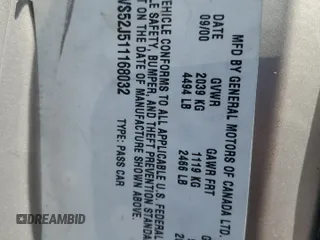 MFD BY GENERAL MOTORS OF CANADA LTD.
DATE
09/00
GVWR
2039 KG
4494 LB
GAWR FRT
1119 KG
2466 LB
VEHICLE CONFORMS TO ALL APPLICABLE U.S. FEDERAL
SAFETY, BUMPER, AND THEFT PREVENTION
ON THE DATE OF MANUFACTURE SHOWN ABOVE.
WS52J511168032
TYPE: PASS CAR
DREAMBID